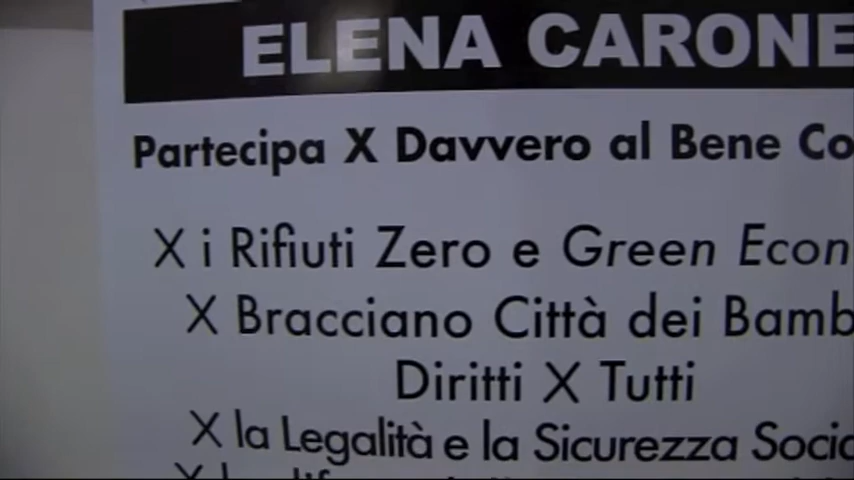 ELENA CARONE
Partecipa X Davvero al Bene Co
X i Rifiuti Zero e Green Econ
X Bracciano Città dei Bamb
Diritti X Tutti
X la Legalità e la Sicurezza Socia